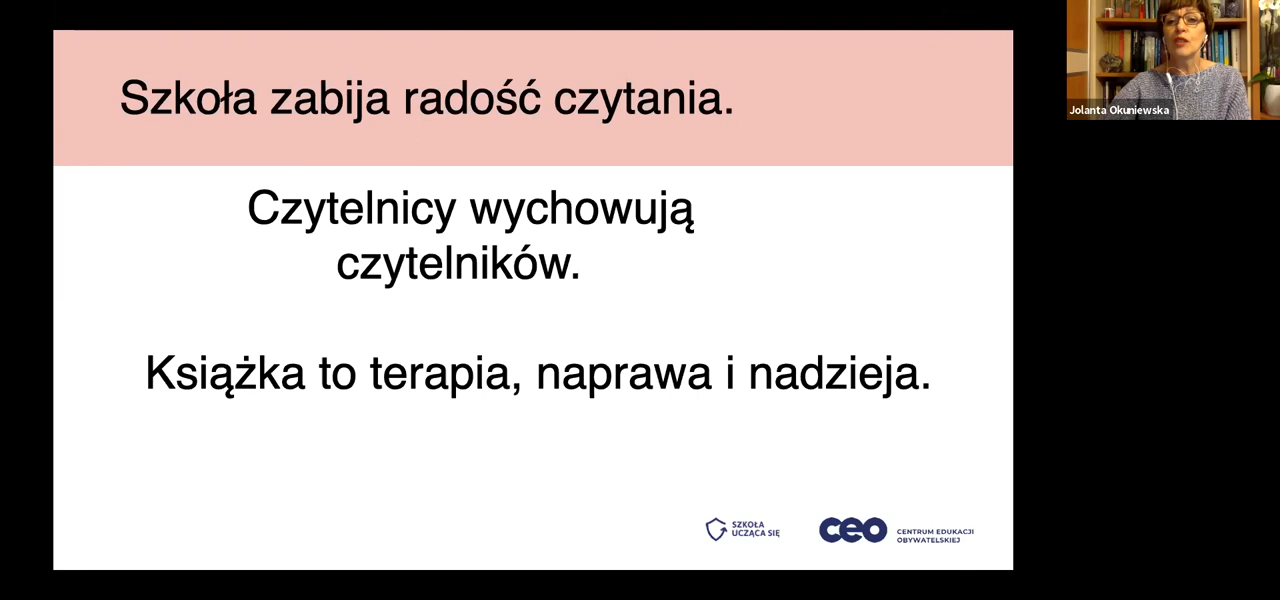 Szkoła zabija radość czytania.
Jolanta Okuniewska
Czytelnicy wychowują
czytelników.
Książka to terapia, naprawa i nadzieja.
SZKOŁA
UCZĄCA SIĘ
ceo
CENTRUM EDUKACJI
OBYWATELSKIEJ